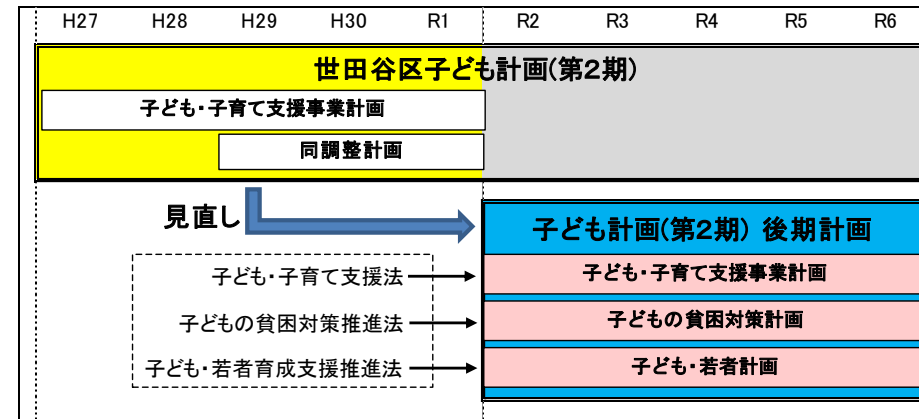 H27 H28 H29 H30 R1 R2 R3 R4 R5 R6
世田谷区子ども計画(第2期)
子ども・子育て支援事業計画
同調整計画
見直し
子ども計画(第2期) 後期計画
子ども・子育て支援法
子ども・子育て支援事業計画
子どもの貧困対策推進法
子どもの貧困対策計画
子ども・若者育成支援推進法
子ども・若者計画